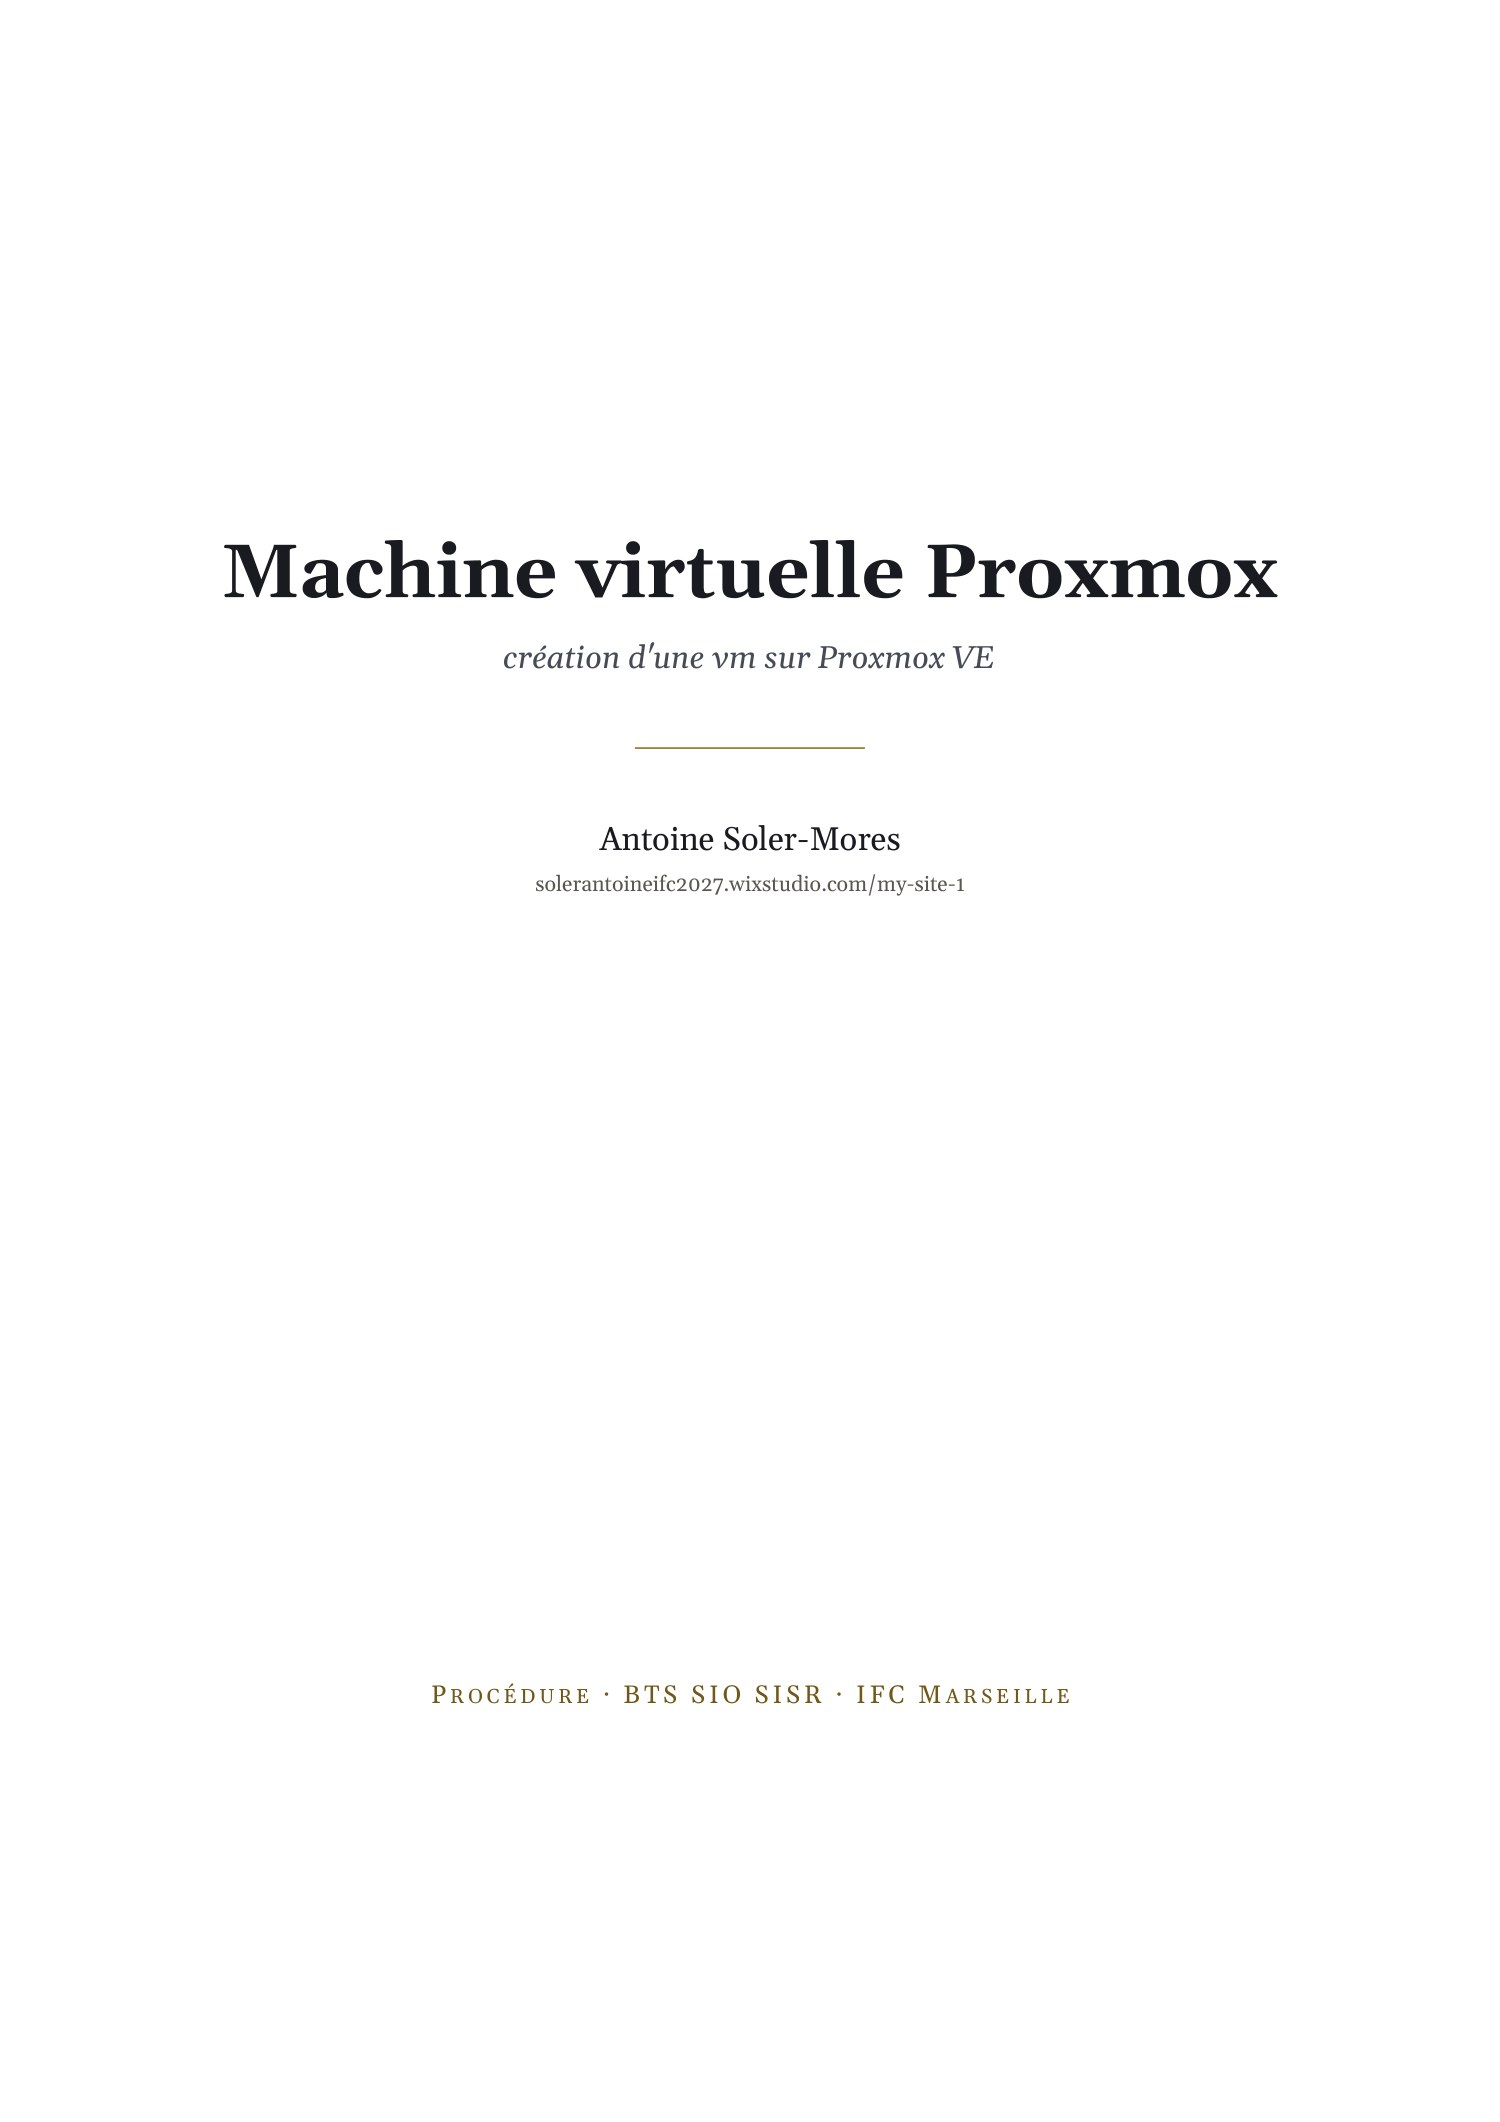 Machine virtuelle Proxmox
création d'une vm sur Proxmox VE
Antoine Soler-Mores
solerantoineifc2027.wixstudio.com/my-site-1
Procédure · BTS SIO SISR · IFC Marseille